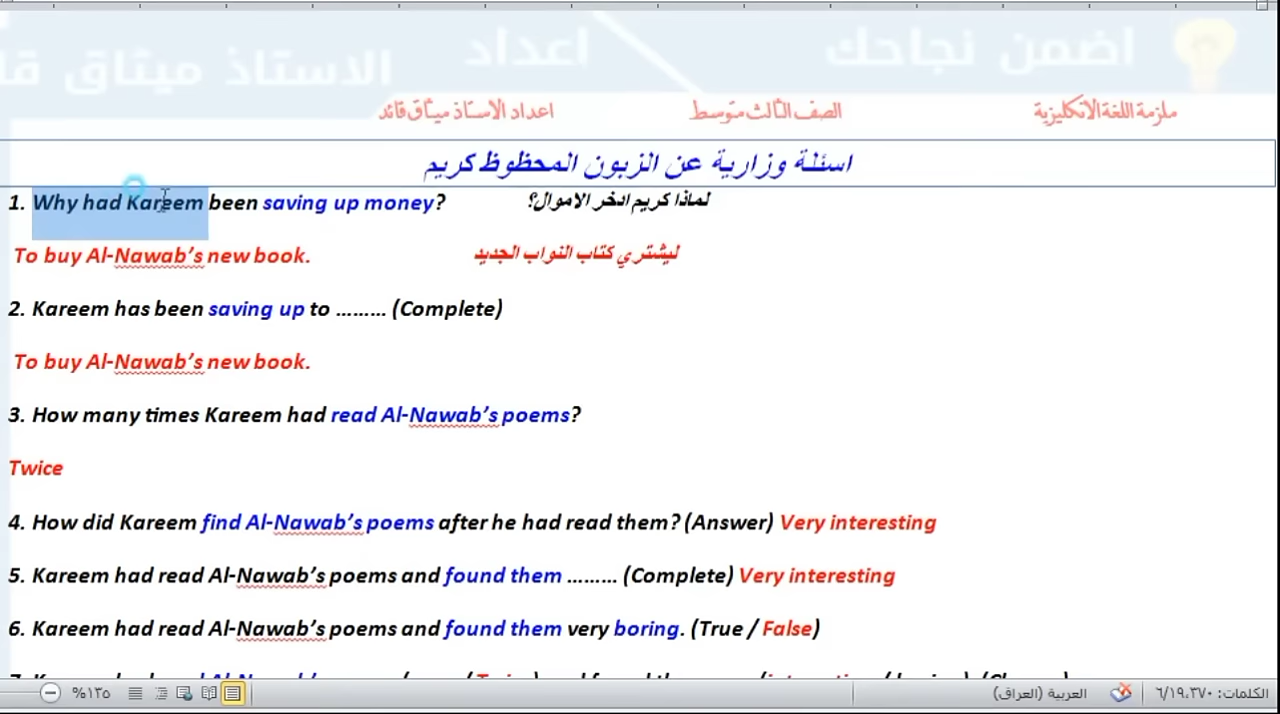 اضمن نجاحك اعداد الاستاذ ميثاق
ملزمة اللغة الانكليزية الصف الثالث متوسط اعداد الاستاذ ميثاق قائد
اسئلة وزارية عن الزبون المحظوظ كريم
1. Why had Kareem been saving up money? لماذا كريم ادخر الاموال؟
To buy Al-Nawab’s new book. ليشتري كتاب النواب الجديد
2. Kareem has been saving up to ……… (Complete)
To buy Al-Nawab’s new book.
3. How many times Kareem had read Al-Nawab’s poems?
Twice
4. How did Kareem find Al-Nawab’s poems after he had read them? (Answer) Very interesting
5. Kareem had read Al-Nawab’s poems and found them ……… (Complete) Very interesting
6. Kareem had read Al-Nawab’s poems and found them very boring. (True / False)
الكلمات: ٦/١٩،٣٧٠ العربية (العراق) %١٣٥